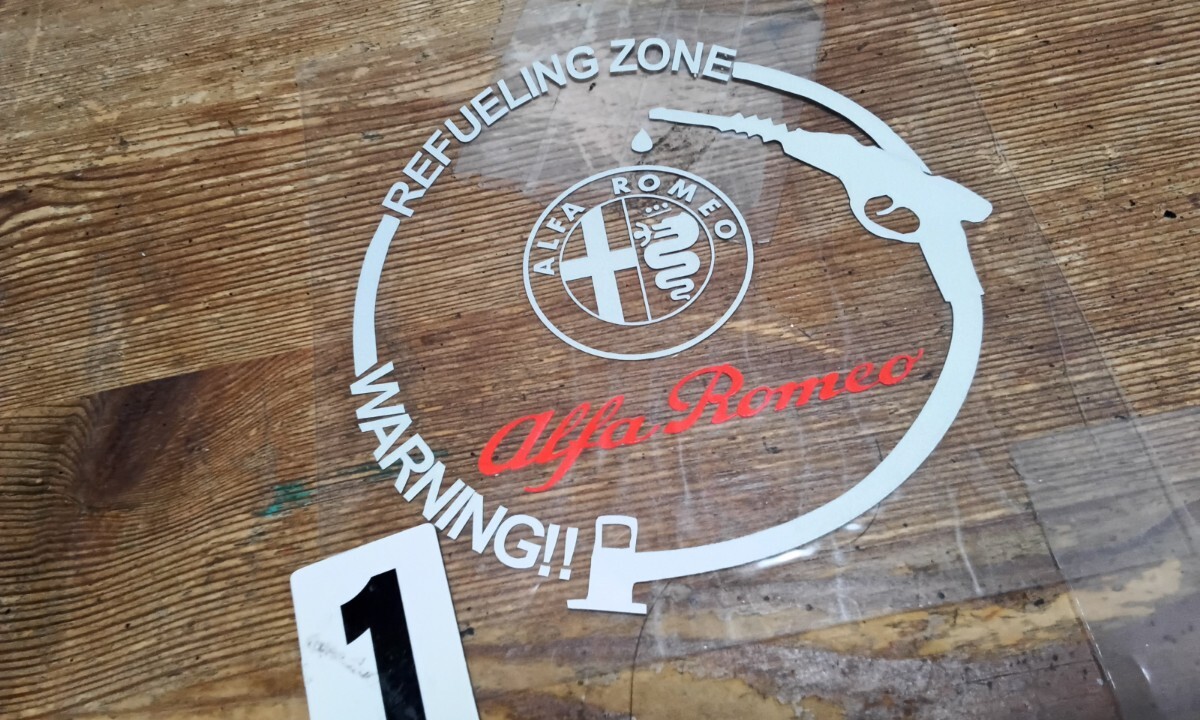 REFUELING ZONE
ALFA ROMEO
Alfa Romeo
WARNING!!
1